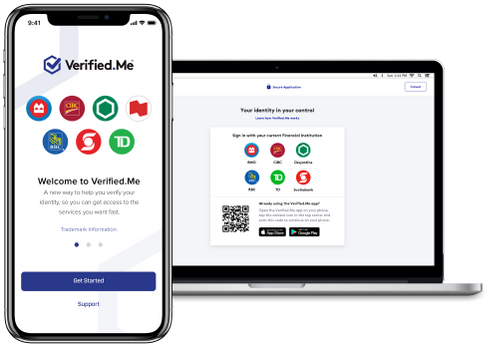 9:41
Verified.Me
CIBC
RBC
TD
Welcome to Verified.Me
A new way to help you verify your
identity, so you can get access to the
services you want fast.
Trademark Information
Get Started
Support
Secure Application
Cancel
Your identity in your control
Learn how Verified.Me works
Sign in with your current Financial Institution
BMO
CIBC
Desjardins
RBC
TD
Scotiabank
Already using the Verified.Me app?
Open the Verified.Me app on your phone,
tap the camera icon in the top corner and
scan this code to continue on your phone.
App Store
Google Play